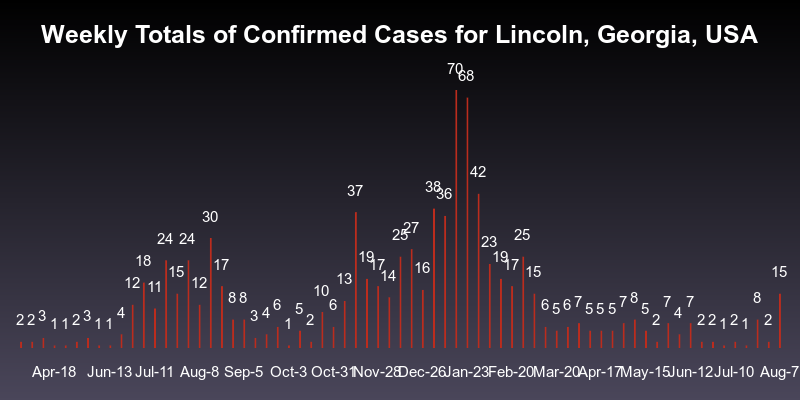 Weekly Totals of Confirmed Cases for Lincoln, Georgia, USA
70 68
42
37 38 36
30
24 24 25 27 23 25
18 15 17 19 17 14 16 19 17 15 15
12 11 12 10 13
2 2 3 1 1 2 3 1 1 4 8 8 3 4 6 1 5 2 6 6 5 6 7 5 5 5 7 8 5 2 7 4 7 2 2 1 2 1 8 2
Apr-18 Jun-13 Jul-11 Aug-8 Sep-5 Oct-3 Oct-31 Nov-28 Dec-26 Jan-23 Feb-20 Mar-20 Apr-17 May-15 Jun-12 Jul-10 Aug-7